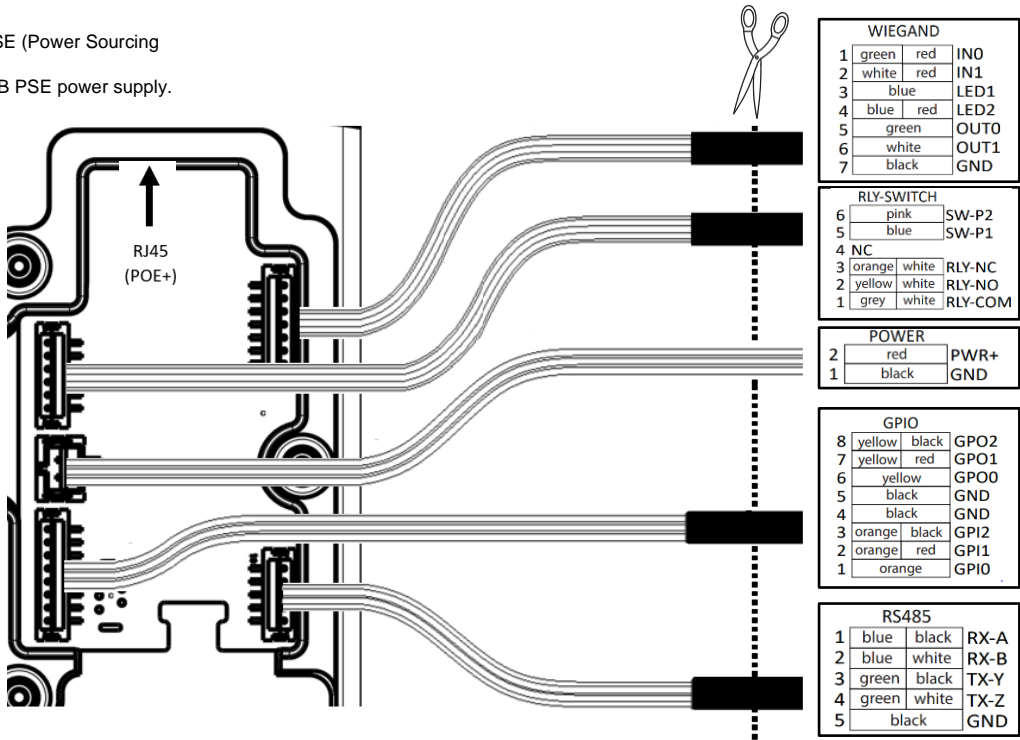 SE (Power Sourcing
B PSE power supply.
RJ45
(POE+)
WIEGAND
1 green red IN0
2 white red IN1
3 blue LED1
4 blue red LED2
5 green OUT0
6 white OUT1
7 black GND
RLY-SWITCH
6 pink SW-P2
5 blue SW-P1
4 NC
3 orange white RLY-NC
2 yellow white RLY-NO
1 grey white RLY-COM
POWER
2 red PWR+
1 black GND
GPIO
8 yellow black GPO2
7 yellow red GPO1
6 yellow GPO0
5 black GND
4 black GND
3 orange black GPI2
2 orange red GPI1
1 orange GPI0
RS485
1 blue black RX-A
2 blue white RX-B
3 green black TX-Y
4 green white TX-Z
5 black GND